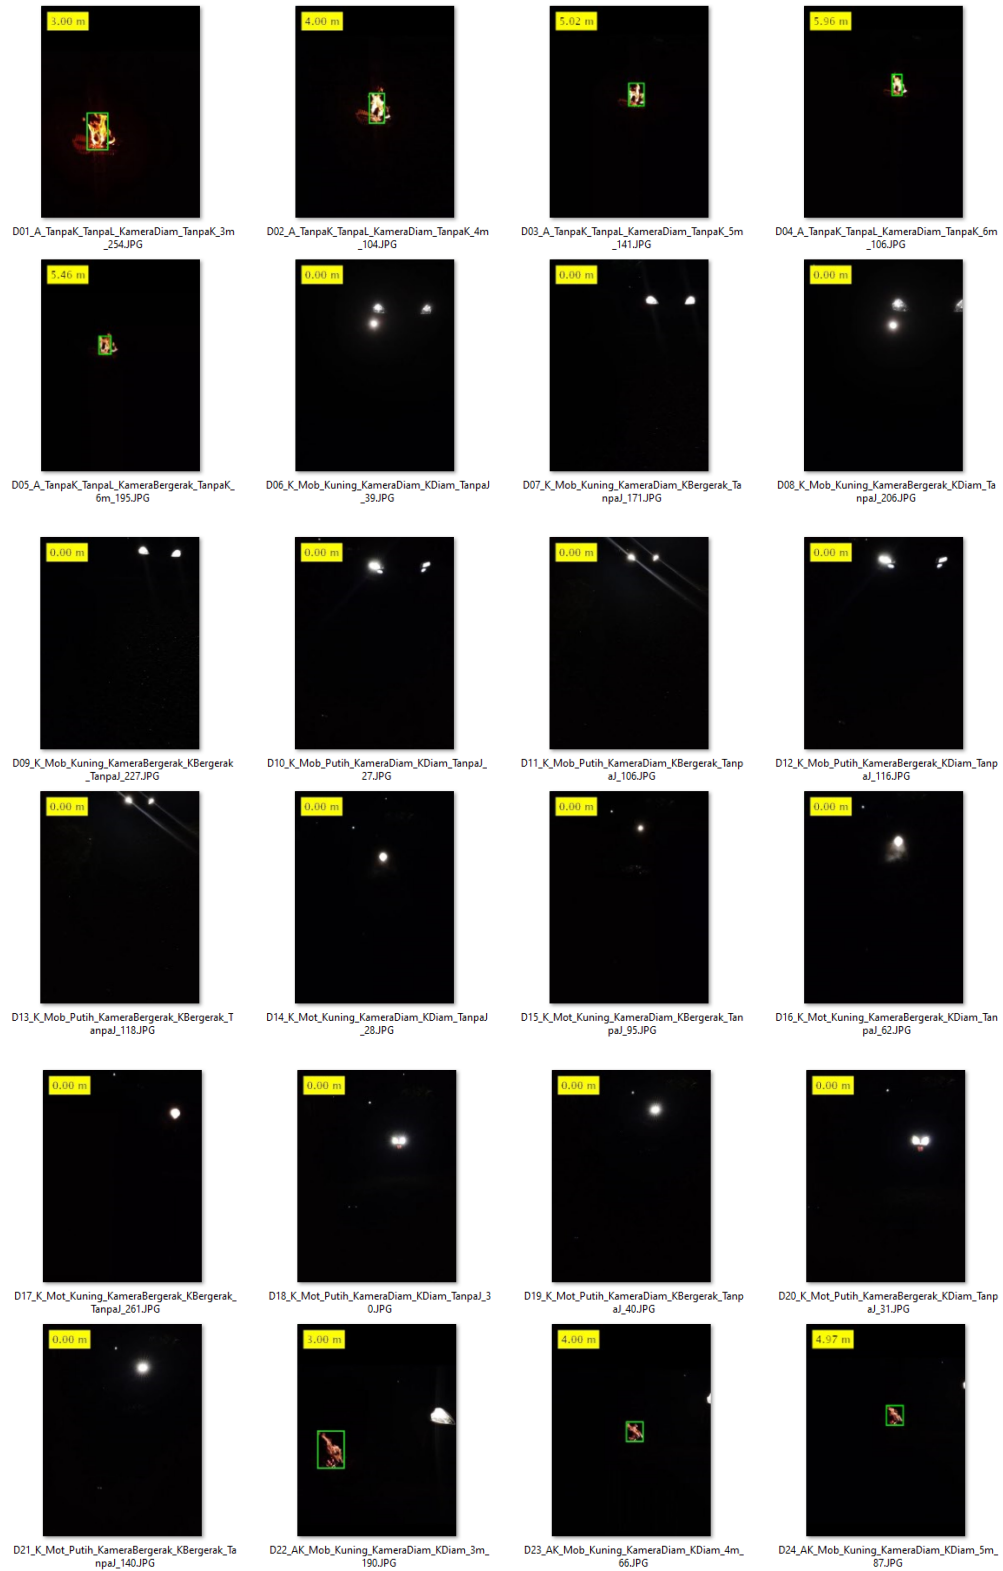 3.00 m
4.00 m
5.02 m
5.96 m
D01_A_TanpaK_TanpaL_KameraDiam_TanpaK_3m
_254.JPG
D02_A_TanpaK_TanpaL_KameraDiam_TanpaK_4m
_104.JPG
D03_A_TanpaK_TanpaL_KameraDiam_TanpaK_5m
_141.JPG
D04_A_TanpaK_TanpaL_KameraDiam_TanpaK_6m
_106.JPG
5.46 m
0.00 m
0.00 m
0.00 m
D05_A_TanpaK_TanpaL_KameraBergerak_TanpaK_
6m_195.JPG
D06_K_Mob_Kuning_KameraDiam_KDiam_TanpaJ
_39.JPG
D07_K_Mob_Kuning_KameraDiam_KBergerak_Ta
npaJ_171.JPG
D08_K_Mob_Kuning_KameraBergerak_KDiam_Ta
npaJ_206.JPG
0.00 m
0.00 m
0.00 m
0.00 m
D09_K_Mob_Kuning_KameraBergerak_KBergerak
_TanpaJ_227.JPG
D10_K_Mob_Putih_KameraDiam_KDiam_TanpaJ_
27.JPG
D11_K_Mob_Putih_KameraDiam_KBergerak_Tanp
aJ_106.JPG
D12_K_Mob_Putih_KameraBergerak_KDiam_Tanp
aJ_116.JPG
0.00 m
0.00 m
0.00 m
0.00 m
D13_K_Mob_Putih_KameraBergerak_KBergerak_T
anpaJ_118.JPG
D14_K_Mot_Kuning_KameraDiam_KDiam_TanpaJ
_28.JPG
D15_K_Mot_Kuning_KameraDiam_KBergerak_Tan
paJ_95.JPG
D16_K_Mot_Kuning_KameraBergerak_KDiam_Tan
paJ_62.JPG
0.00 m
0.00 m
0.00 m
0.00 m
D17_K_Mot_Kuning_KameraBergerak_KBergerak_
TanpaJ_261.JPG
D18_K_Mot_Putih_KameraDiam_KDiam_TanpaJ_3
0.JPG
D19_K_Mot_Putih_KameraDiam_KBergerak_Tanp
aJ_40.JPG
D20_K_Mot_Putih_KameraBergerak_KDiam_Tanp
aJ_31.JPG
0.00 m
3.00 m
4.00 m
4.97 m
D21_K_Mot_Putih_KameraBergerak_KBergerak_Ta
npaJ_140.JPG
D22_AK_Mob_Kuning_KameraDiam_KDiam_3m_
190.JPG
D23_AK_Mob_Kuning_KameraDiam_KDiam_4m_
66.JPG
D24_AK_Mob_Kuning_KameraDiam_KDiam_5m_
87.JPG